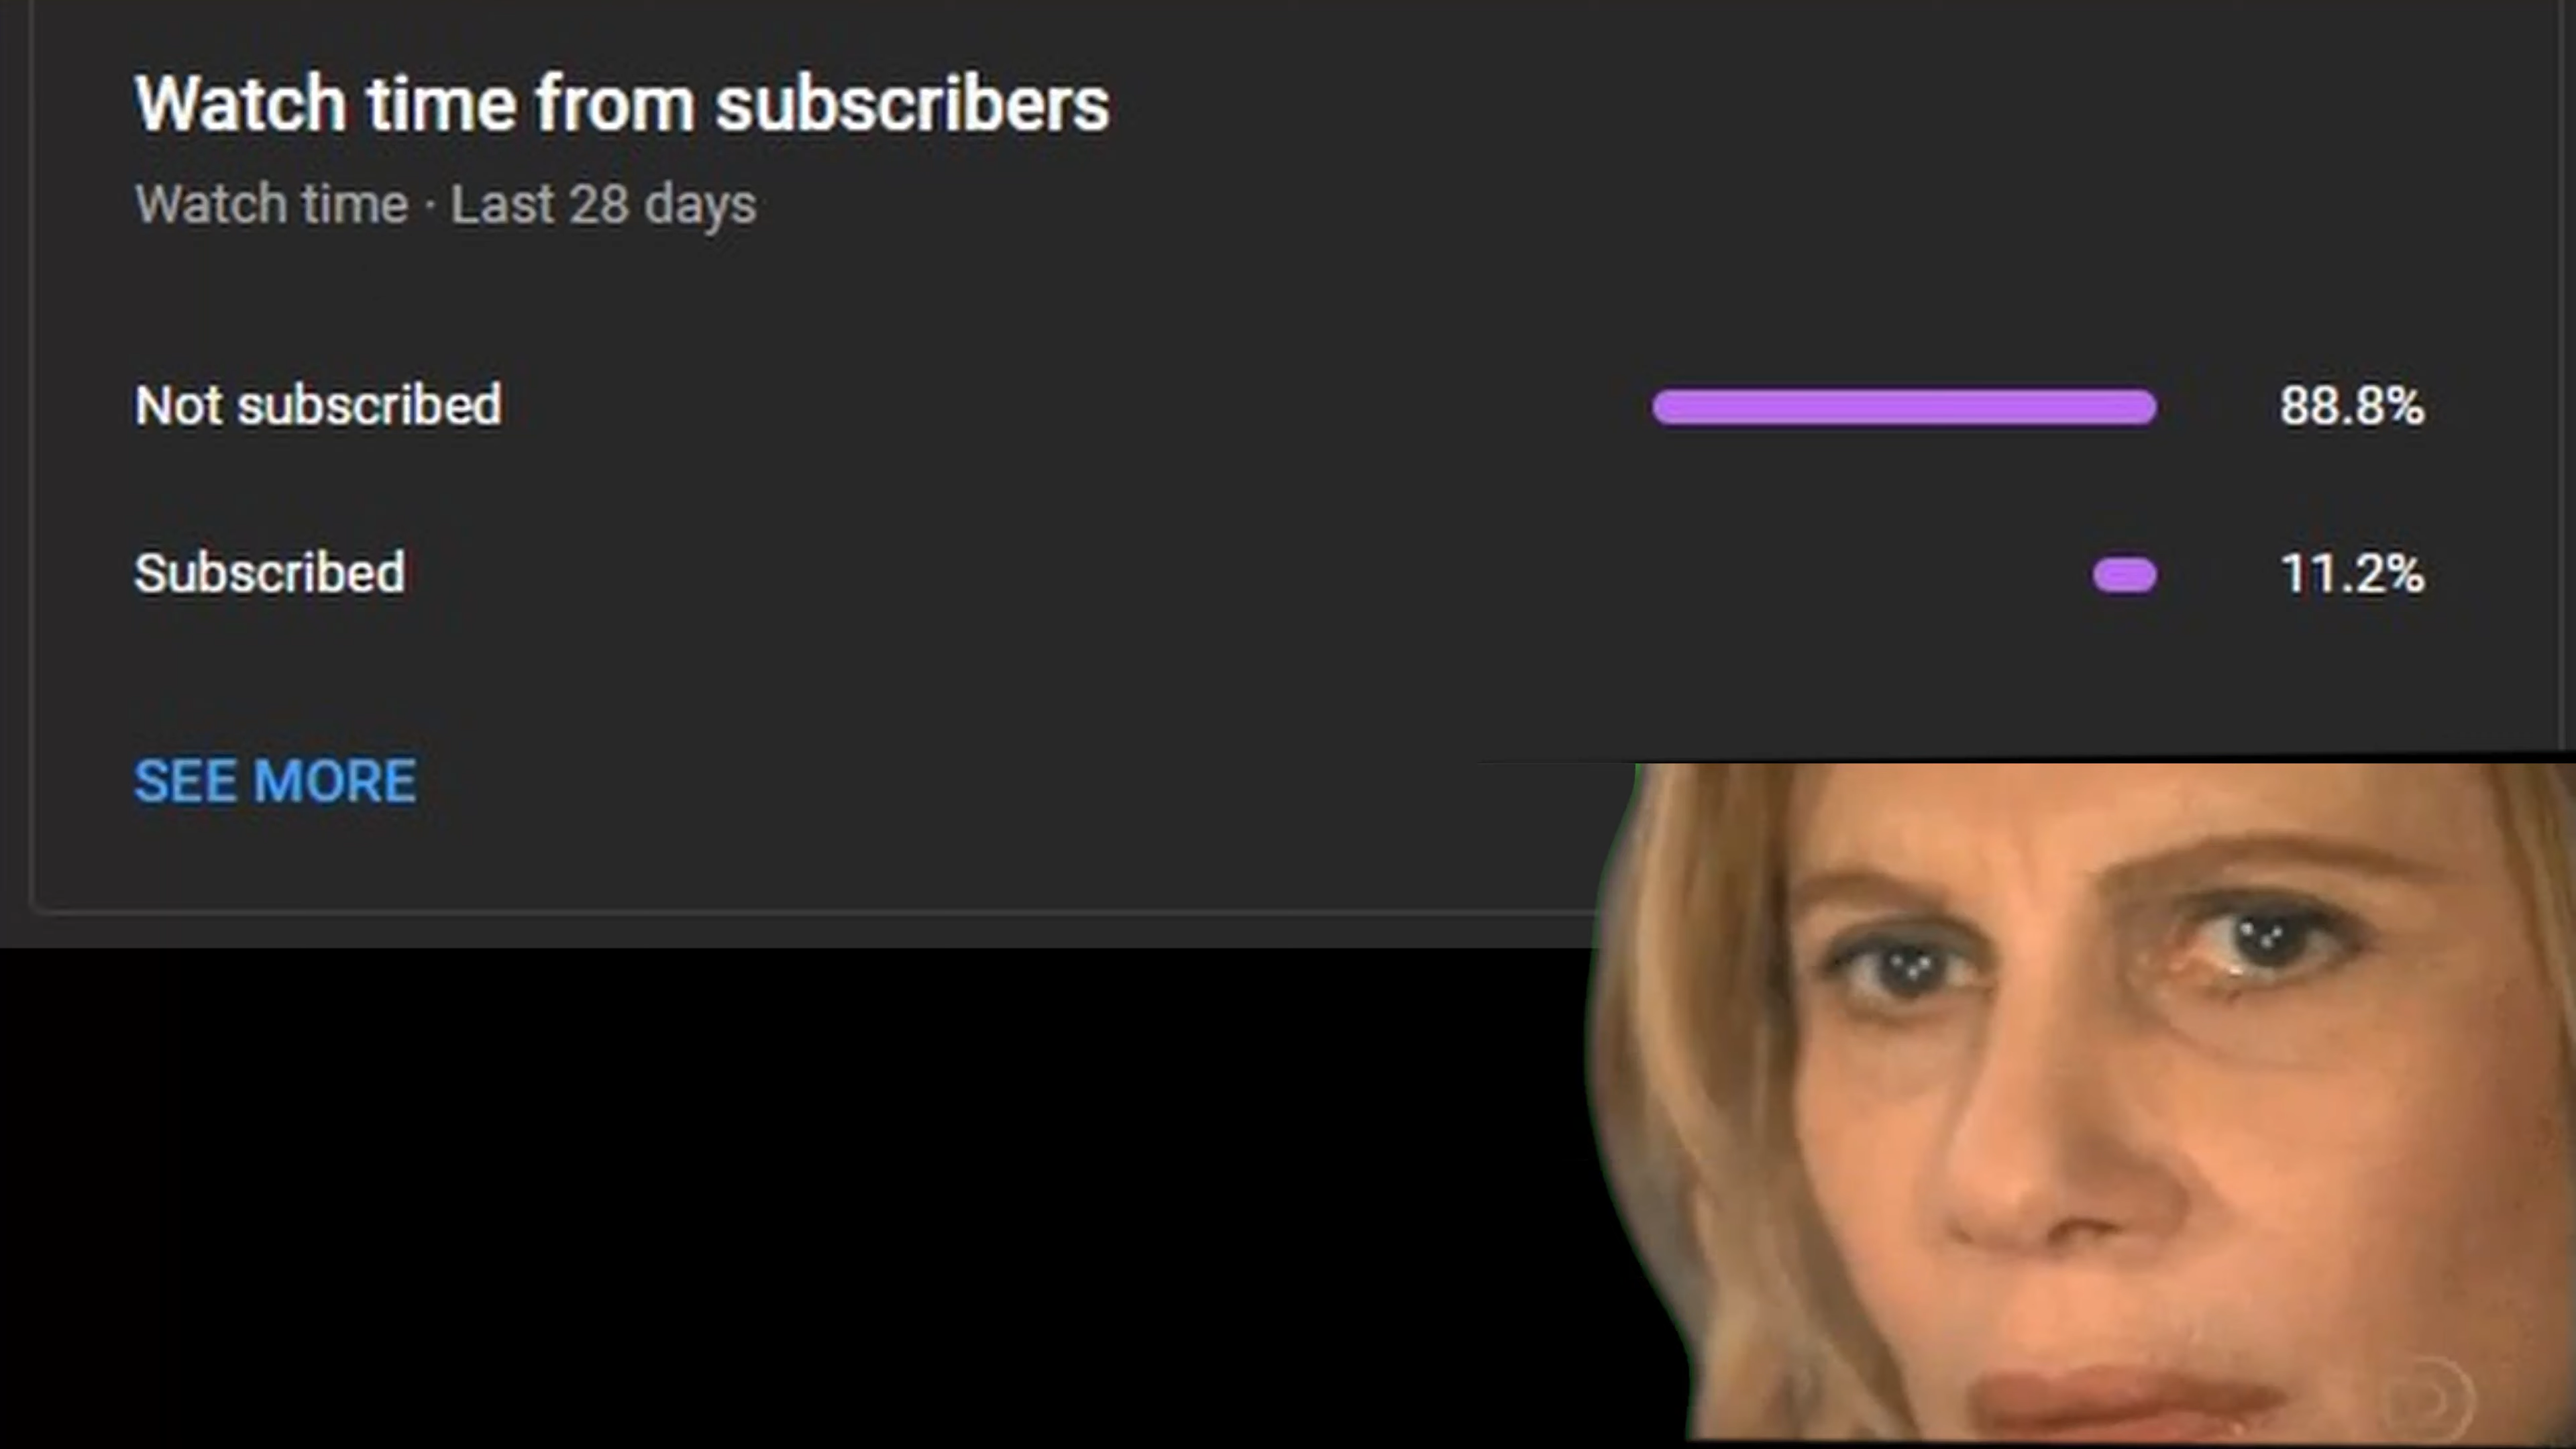 Watch time from subscribers
Watch time · Last 28 days
Not subscribed 88.8%
Subscribed 11.2%
SEE MORE